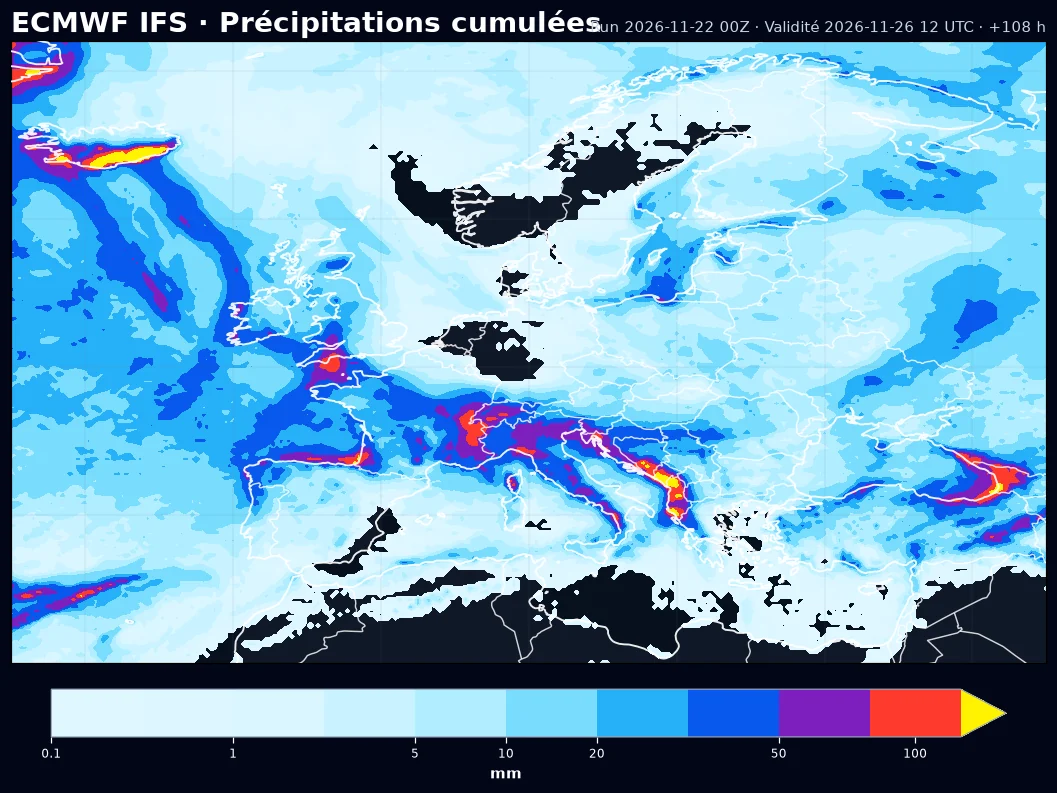 ECMWF IFS · Précipitations cumulées
Run 2026-11-22 00Z · Validité 2026-11-26 12 UTC · +108 h
0.1 1 5 10 20 50 100
mm